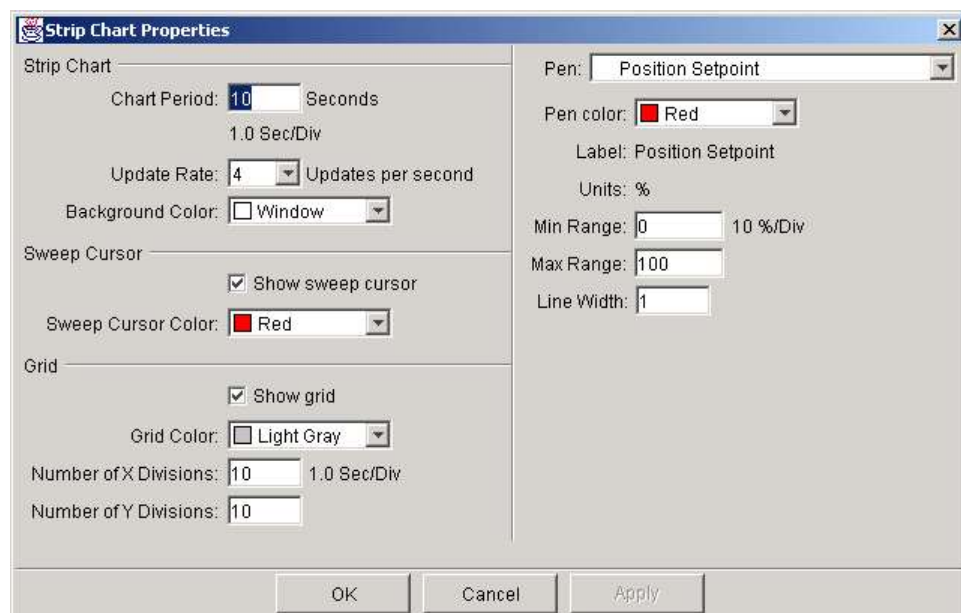 Strip Chart Properties
Strip Chart
Chart Period: 10 Seconds
1.0 Sec/Div
Update Rate: 4 Updates per second
Background Color: Window
Sweep Cursor
Show sweep cursor
Sweep Cursor Color: Red
Grid
Show grid
Grid Color: Light Gray
Number of X Divisions: 10 1.0 Sec/Div
Number of Y Divisions: 10
Pen: Position Setpoint
Pen color: Red
Label: Position Setpoint
Units: %
Min Range: 0 10 %/Div
Max Range: 100
Line Width: 1
OK Cancel Apply